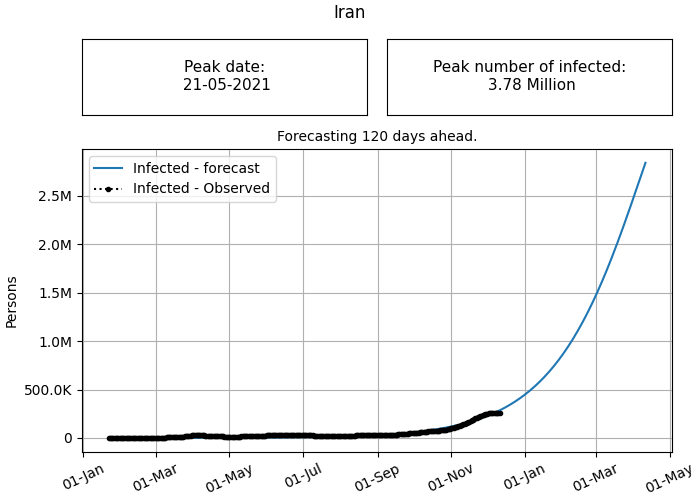 Iran
Peak date:
21-05-2021
Peak number of infected:
3.78 Million
Forecasting 120 days ahead.
Infected - forecast
Infected - Observed
Persons
2.5M
2.0M
1.5M
1.0M
500.0K
0
01-Jan
01-Mar
01-May
01-Jul
01-Sep
01-Nov
01-Jan
01-Mar
01-May